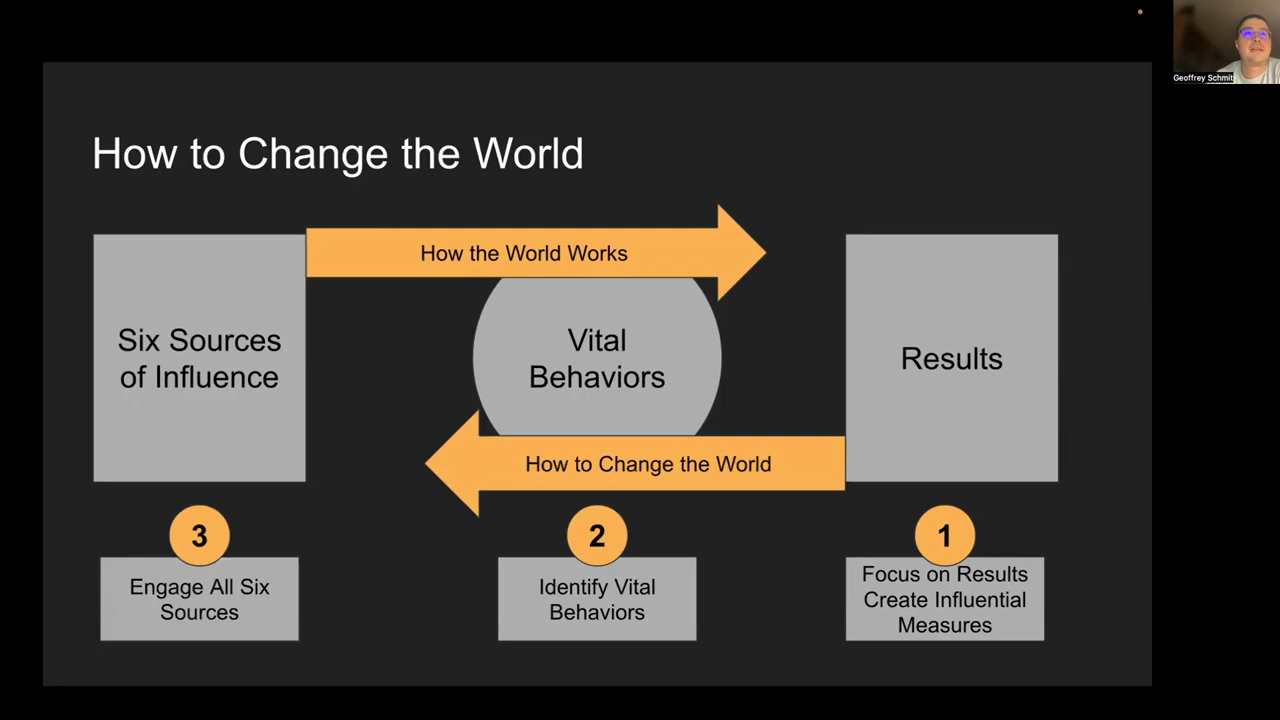 Geoffrey Schmit
How to Change the World
How the World Works
Six Sources
of Influence
Vital
Behaviors
Results
How to Change the World
3
Engage All Six
Sources
2
Identify Vital
Behaviors
1
Focus on Results
Create Influential
Measures